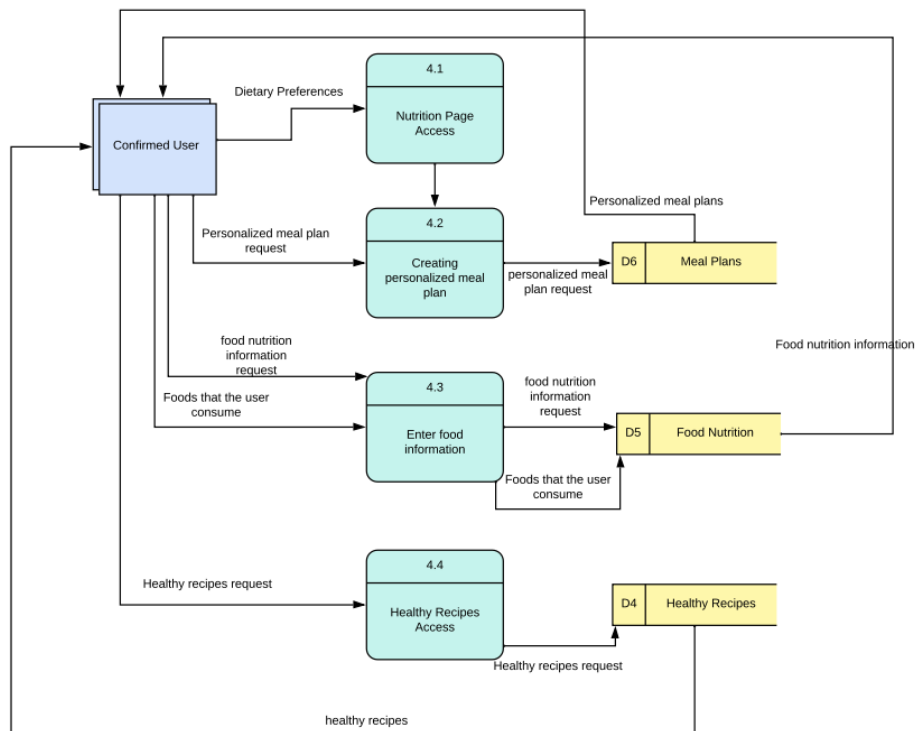 4.1
Dietary Preferences
Nutrition Page
Access
Confirmed User
Personalized meal plans
4.2
Personalized meal plan
request
Creating
personalized meal
plan
personalized meal
plan request
D6
Meal Plans
food nutrition
information
request
Food nutrition information
4.3
Foods that the user
consume
Enter food
information
food nutrition
information
request
D5
Food Nutrition
Foods that the user
consume
4.4
Healthy recipes request
Healthy Recipes
Access
D4
Healthy Recipes
Healthy recipes request
healthy recipes